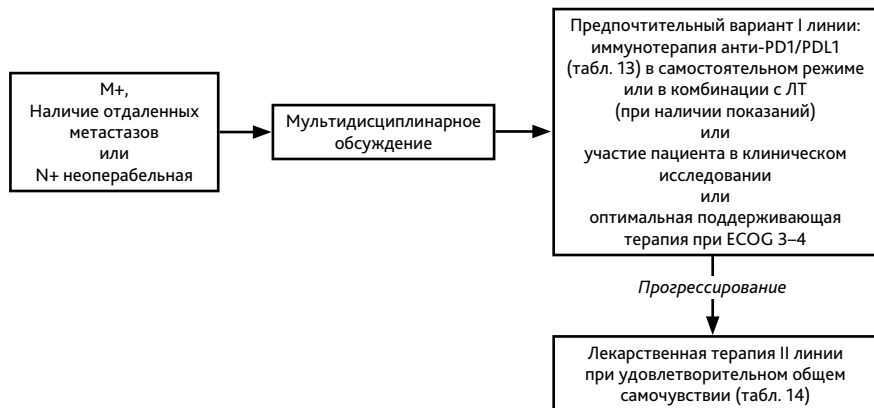 М+,
Наличие отдаленных
метастазов
или
N+ неоперабельная
Мультидисциплинарное
обсуждение
Предпочтительный вариант I линии:
иммунотерапия анти-PD1/PDL1
(табл. 13) в самостоятельном режиме
или в комбинации с ЛТ
(при наличии показаний)
или
участие пациента в клиническом
исследовании
или
оптимальная поддерживающая
терапия при ECOG 3–4
Прогрессирование
Лекарственная терапия II линии
при удовлетворительном общем
самочувствии (табл. 14)